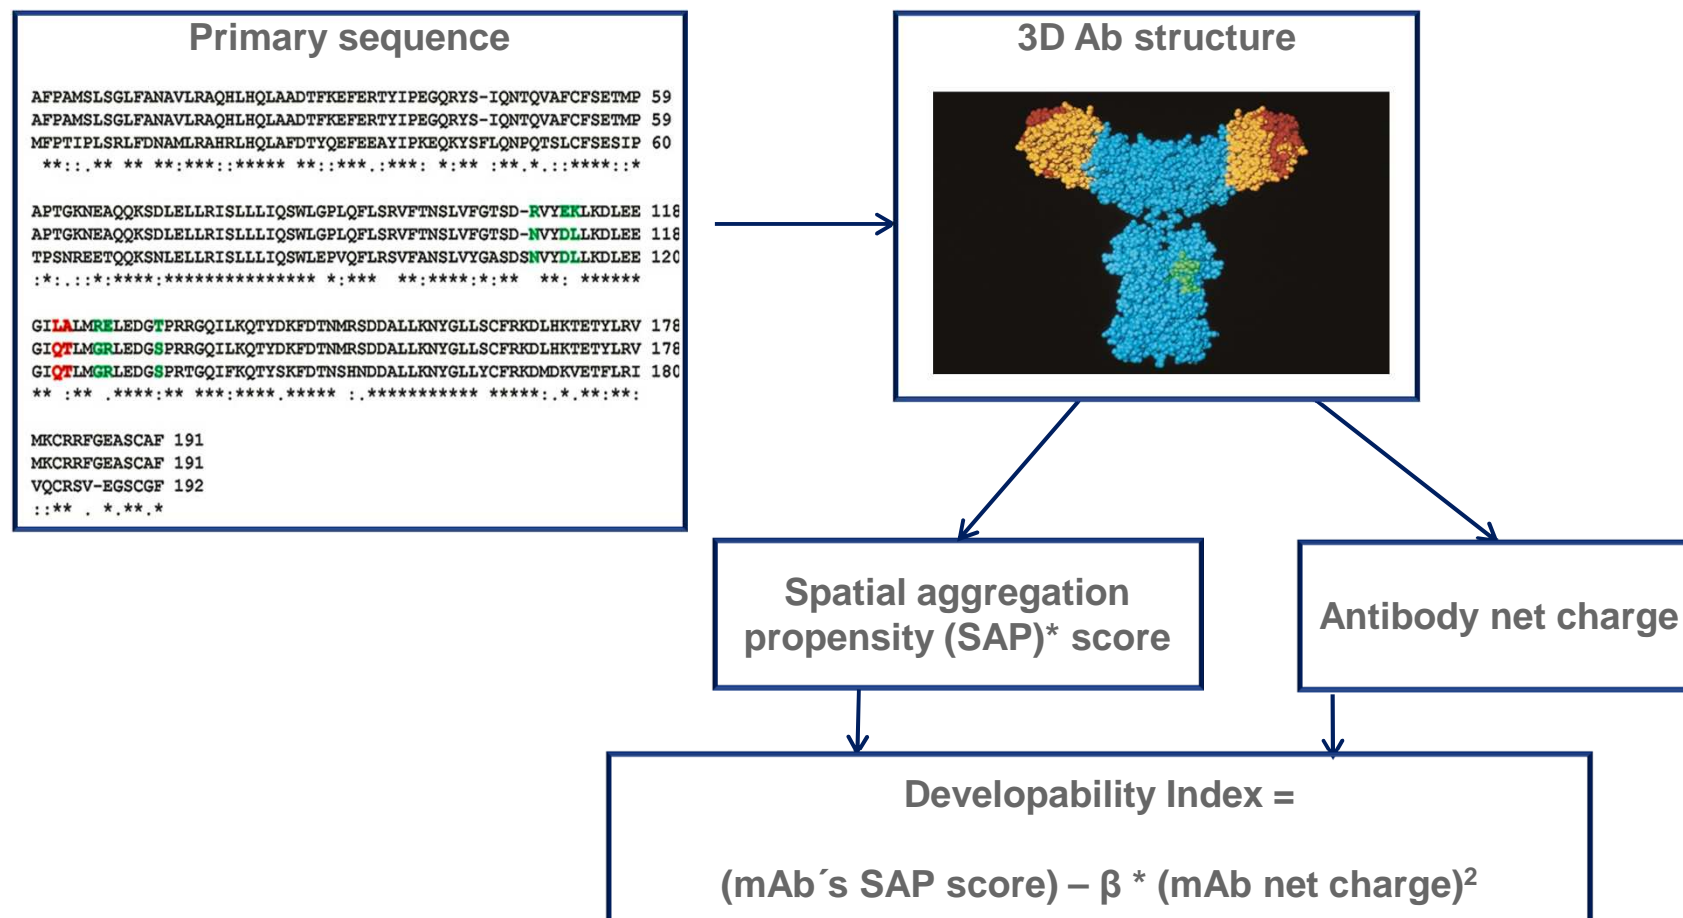 Primary sequence
AFPAMSLSGLFANAVLRAQHLHQLAADTFKEFERTYIPEGQRYS-IQNTQVAFCFSETMP 59
AFPAMSLSGLFANAVLRAQHLHQLAADTFKEFERTYIPEGQRYS-IQNTQVAFCFSETMP 59
MFPTIPLSRLFDNAMLRAHRLHQLAFDTYQEFEEAYIPKEQKYSFLQNPQTSLCFSESIP 60
**::.** ** **:***::***** **::***.:***: *:** :**.*.::****::*
APTGKNEAQQKSDLELLRISLLLIQSWLGPLQFLSRVFTNSLVFGTSD-RVYEKLKDLEE 118
APTGKNEAQQKSDLELLRISLLLIQSWLGPLQFLSRVFTNSLVFGTSD-NVYDLLKDLEE 118
TPSNREETQQKSNLELLRISLLLIQSWLEPVQFLRSVFANSLVYGASDSNVYDLLKDLEE 120
:*:.::*:****:*************** *:*** **:****:*:** **: ******
GILALMRELEDGTPRRGQILKQTYDKFDTNMRSDDALLKNYGLLSCFRKDLHKTETYLRV 178
GIQTLMGRLEDGSPRRGQILKQTYDKFDTNMRSDDALLKNYGLLSCFRKDLHKTETYLRV 178
GIQTLMGRLEDGSPRTGQIFKQTYSKFDTNSHNDDALLKNYGLLYCFRKDMDKVETFLRI 180
** :** .****:** ***:****.***** :.*********** *****:.*.**:**:
MKCRRFGEASCAF 191
MKCRRFGEASCAF 191
VQCRSV-EGSCGF 192
::** . *.**.*
3D Ab structure
Spatial aggregation
propensity (SAP)* score
Antibody net charge
Developability Index =
(mAb´s SAP score) – β * (mAb net charge)²